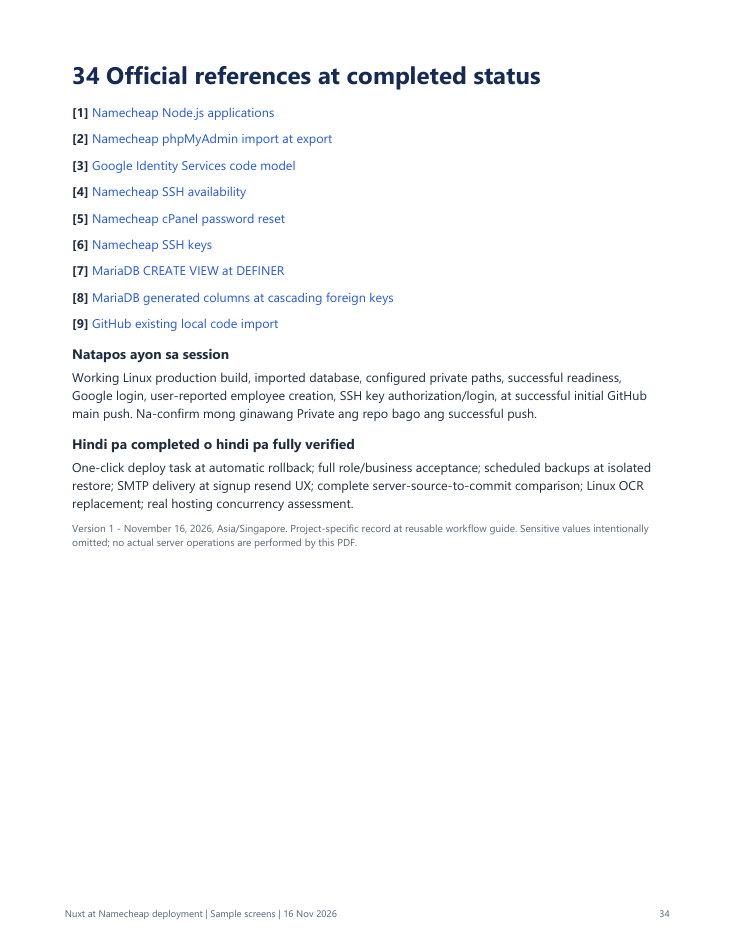 34 Official references at completed status
[1] Namecheap Node.js applications
[2] Namecheap phpMyAdmin import at export
[3] Google Identity Services code model
[4] Namecheap SSH availability
[5] Namecheap cPanel password reset
[6] Namecheap SSH keys
[7] MariaDB CREATE VIEW at DEFINER
[8] MariaDB generated columns at cascading foreign keys
[9] GitHub existing local code import
Natapos ayon sa session
Working Linux production build, imported database, configured private paths, successful readiness,
Google login, user-reported employee creation, SSH key authorization/login, at successful initial GitHub
main push. Na-confirm mong ginawang Private ang repo bago ang successful push.
Hindi pa completed o hindi pa fully verified
One-click deploy task at automatic rollback; full role/business acceptance; scheduled backups at isolated
restore; SMTP delivery at signup resend UX; complete server-source-to-commit comparison; Linux OCR
replacement; real hosting concurrency assessment.
Version 1 - November 16, 2026, Asia/Singapore. Project-specific record at reusable workflow guide. Sensitive values intentionally
omitted; no actual server operations are performed by this PDF.
Nuxt at Namecheap deployment | Sample screens | 16 Nov 2026
34